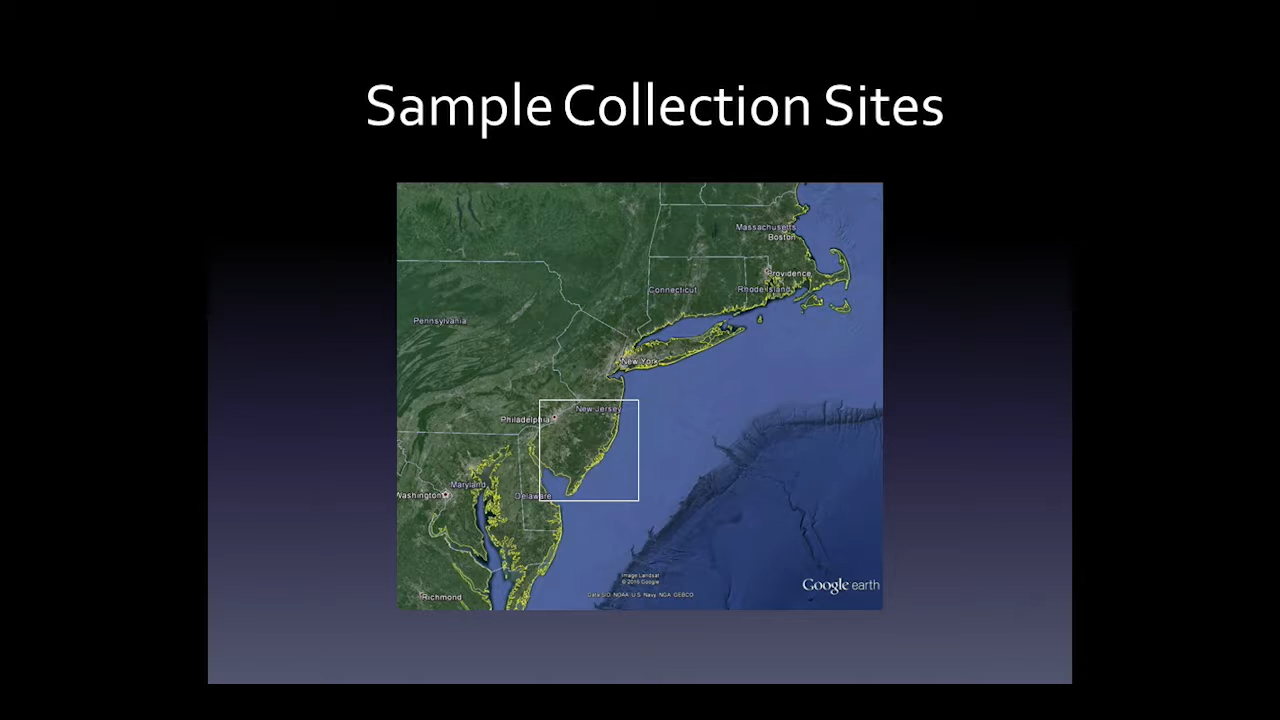 Sample Collection Sites
Massachusetts
Boston
Providence
Connecticut
Rhode Island
Pennsylvania
New York
New Jersey
Philadelphia
Maryland
Washington
Delaware
Image Landsat
© 2015 Google
Data SIO, NOAA, U.S. Navy, NGA, GEBCO
Google earth
Richmond